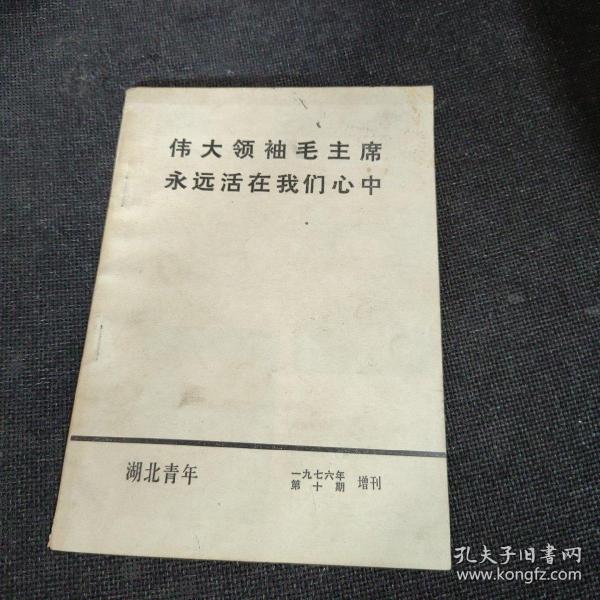 伟大领袖毛主席
永远活在我们心中
湖北青年
一九七六年
第十期
增刊
孔夫子旧书网
www.kongfz.com